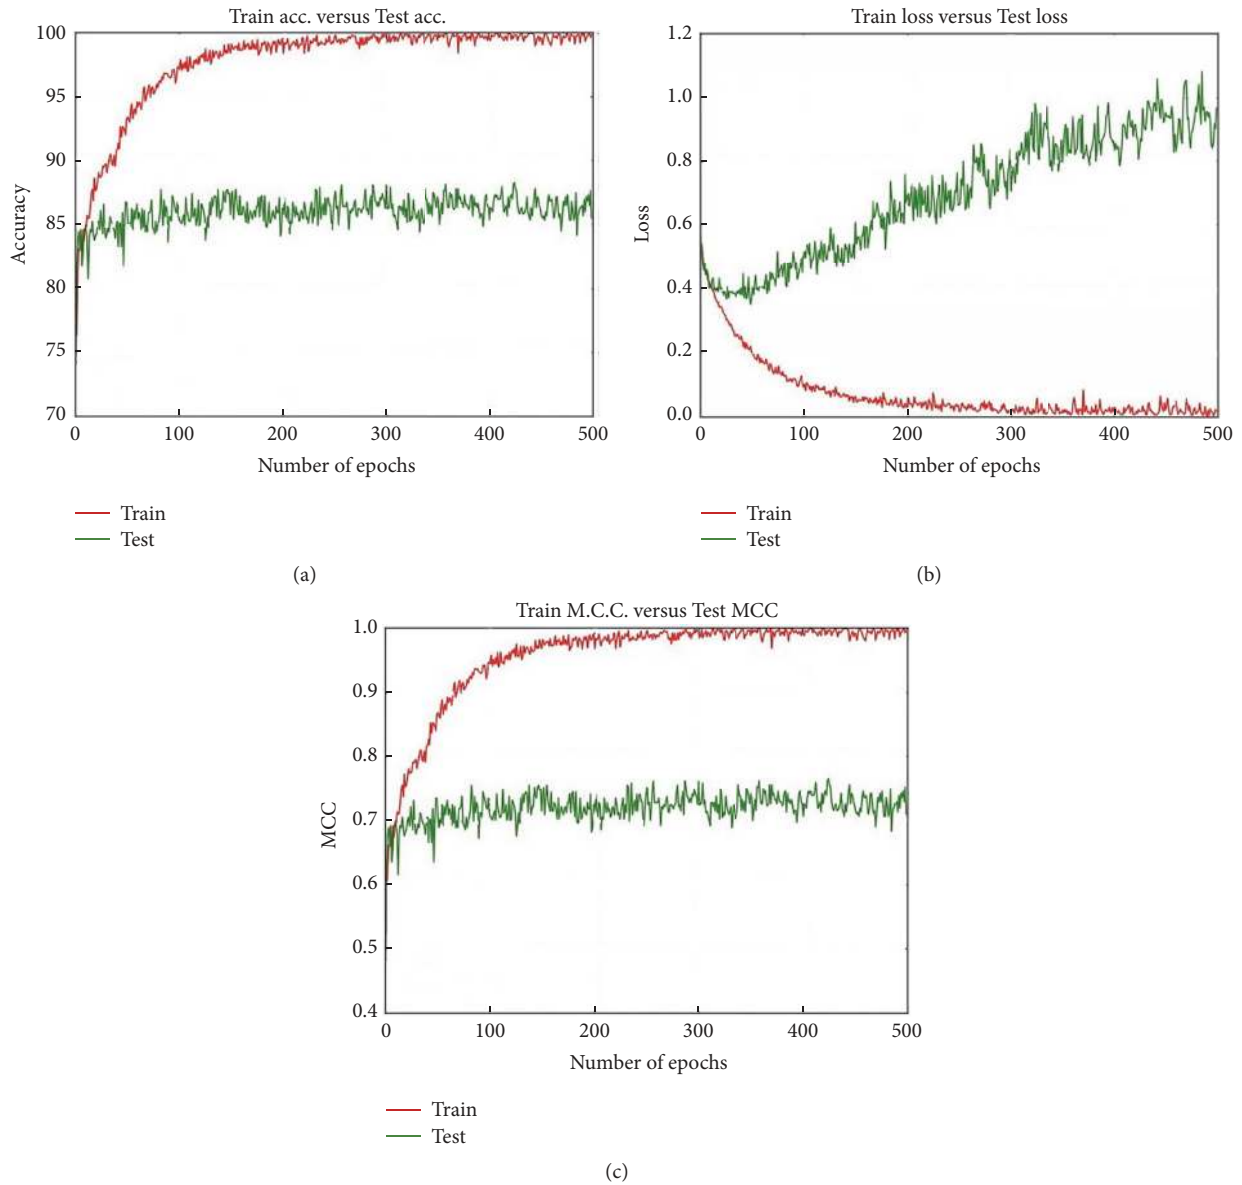 Train acc. versus Test acc.
100
95
90
85
80
75
70
Accuracy
0 100 200 300 400 500
Number of epochs
Train
Test
(a)
Train loss versus Test loss
1.2
1.0
0.8
0.6
0.4
0.2
0.0
Loss
0 100 200 300 400 500
Number of epochs
Train
Test
(b)
Train M.C.C. versus Test MCC
1.0
0.9
0.8
0.7
0.6
0.5
0.4
MCC
0 100 200 300 400 500
Number of epochs
Train
Test
(c)